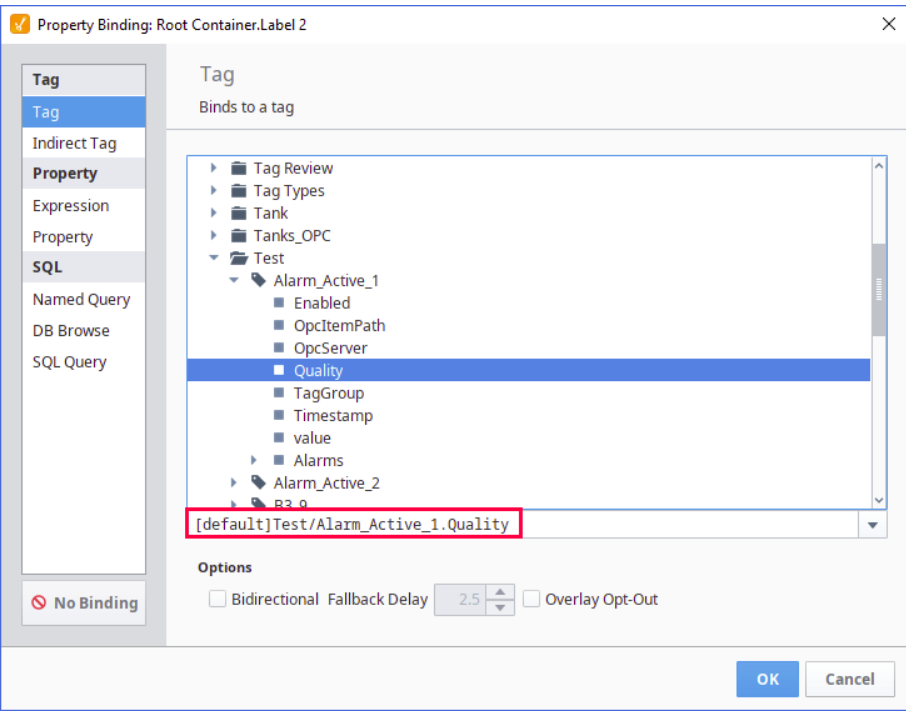 Property Binding: Root Container.Label 2
Tag
Tag
Indirect Tag
Property
Expression
Property
SQL
Named Query
DB Browse
SQL Query
No Binding
Tag
Binds to a tag
Tag Review
Tag Types
Tank
Tanks_OPC
Test
Alarm_Active_1
Enabled
OpcItemPath
OpcServer
Quality
TagGroup
Timestamp
value
Alarms
Alarm_Active_2
B3_9
[default]Test/Alarm_Active_1.Quality
Options
Bidirectional Fallback Delay 2.5 Overlay Opt-Out
OK Cancel